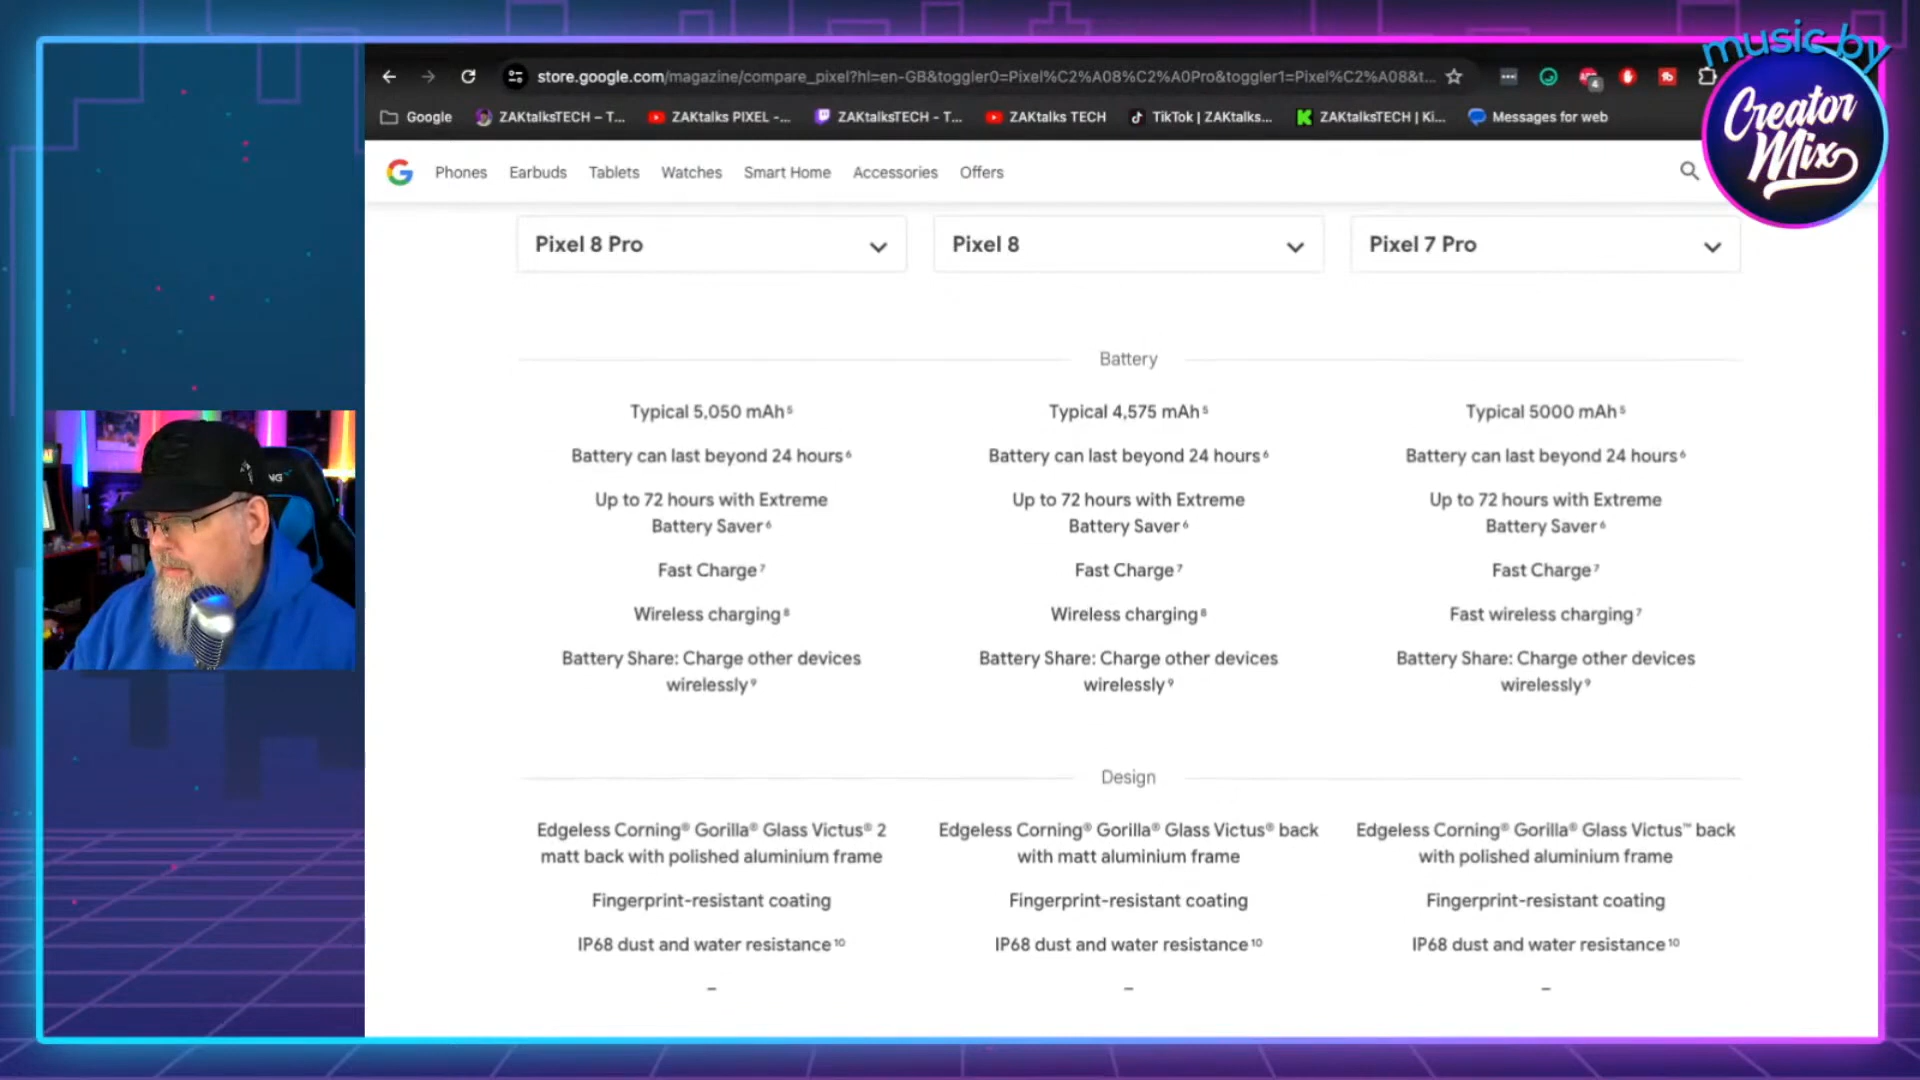 music by
Creator
Mix
store.google.com/magazine/compare_pixel?hl=en-GB&toggler0=Pixel%C2%A08%C2%A0Pro&toggler1=Pixel%C2%A08&t...
4
Google
ZAKtalksTECH – T...
ZAKtalks PIXEL -...
ZAKtalksTECH - T...
ZAKtalks TECH
TikTok | ZAKtalks...
ZAKtalksTECH | Ki...
Messages for web
Phones Earbuds Tablets Watches Smart Home Accessories Offers
Pixel 8 Pro Pixel 8 Pixel 7 Pro
Battery
Typical 5,050 mAh⁵ Typical 4,575 mAh⁵ Typical 5000 mAh⁵
Battery can last beyond 24 hours⁶ Battery can last beyond 24 hours⁶ Battery can last beyond 24 hours⁶
Up to 72 hours with Extreme Up to 72 hours with Extreme Up to 72 hours with Extreme
Battery Saver⁶ Battery Saver⁶ Battery Saver⁶
Fast Charge⁷ Fast Charge⁷ Fast Charge⁷
Wireless charging⁸ Wireless charging⁸ Fast wireless charging⁷
Battery Share: Charge other devices Battery Share: Charge other devices Battery Share: Charge other devices
wirelessly⁹ wirelessly⁹ wirelessly⁹
Design
Edgeless Corning® Gorilla® Glass Victus® 2 Edgeless Corning® Gorilla® Glass Victus® back Edgeless Corning® Gorilla® Glass Victus™ back
matt back with polished aluminium frame with matt aluminium frame with polished aluminium frame
Fingerprint-resistant coating Fingerprint-resistant coating Fingerprint-resistant coating
IP68 dust and water resistance¹⁰ IP68 dust and water resistance¹⁰ IP68 dust and water resistance¹⁰
– – –